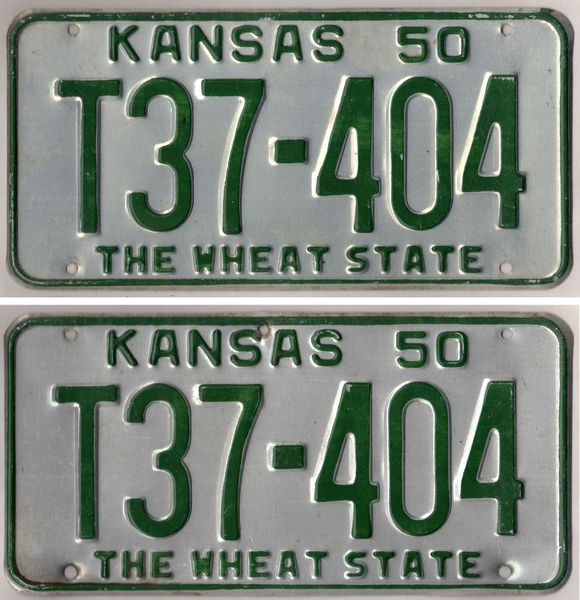 KANSAS 50
T37-404
THE WHEAT STATE
KANSAS 50
T37-404
THE WHEAT STATE